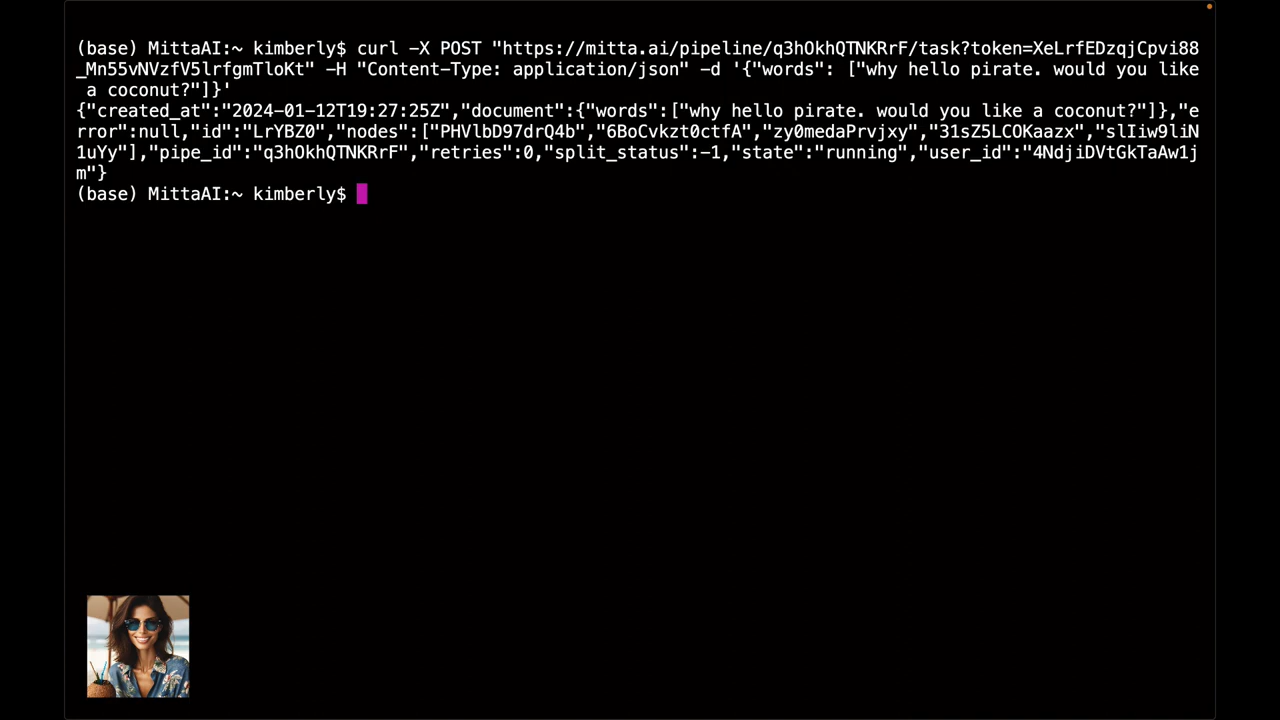 (base) MittaAI:~ kimberly$ curl -X POST "https://mitta.ai/pipeline/q3hOkhQTNKRrF/task?token=XeLrfEDzqjCpvi88
_Mn55vNVzfV5lrfgmTloKt" -H "Content-Type: application/json" -d '{"words": ["why hello pirate. would you like
 a coconut?"]}'
{"created_at":"2024-01-12T19:27:25Z","document":{"words":["why hello pirate. would you like a coconut?"]},"e
rror":null,"id":"LrYBZ0","nodes":["PHVlbD97drQ4b","6BoCvkzt0ctfA","zy0medaPrvjxy","31sZ5LCOKaazx","slIiw9liN
1uYy"],"pipe_id":"q3hOkhQTNKRrF","retries":0,"split_status":-1,"state":"running","user_id":"4NdjiDVtGkTaAw1j
m"}
(base) MittaAI:~ kimberly$